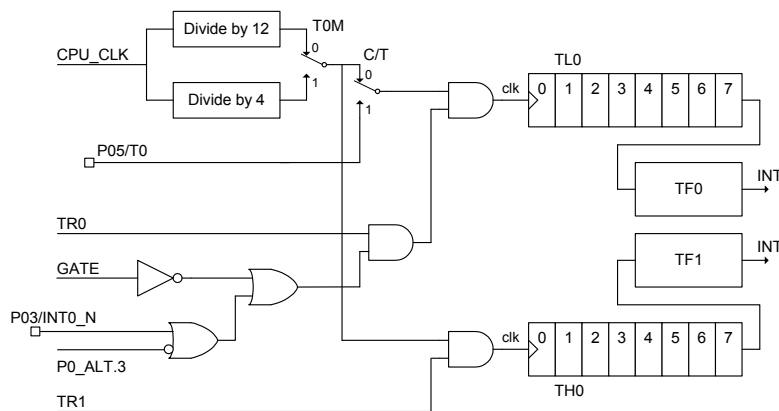 Divide by 12
T0M
CPU_CLK
0
C/T
TL0
0
1
Divide by 4
clk
0 1 2 3 4 5 6 7
1
P05/T0
INT
TF0
TR0
INT
TF1
GATE
P03/INT0_N
clk
0 1 2 3 4 5 6 7
P0_ALT.3
TH0
TR1